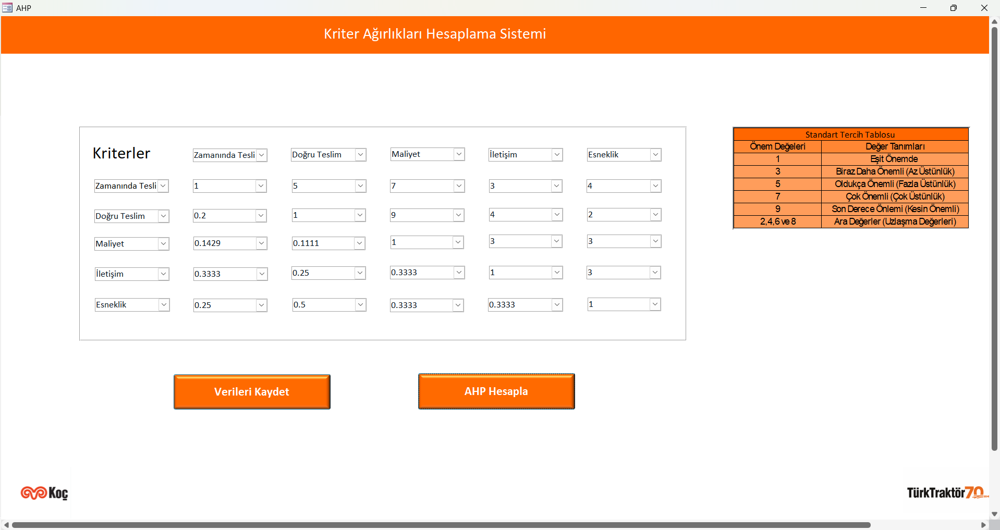 AHP
Kriter Ağırlıkları Hesaplama Sistemi
Kriterler Zamanında Tesli Doğru Teslim Maliyet İletişim Esneklik
Zamanında Tesli 1 5 7 3 4
Doğru Teslim 0.2 1 9 4 2
Maliyet 0.1429 0.1111 1 3 3
İletişim 0.3333 0.25 0.3333 1 3
Esneklik 0.25 0.5 0.3333 0.3333 1
Standart Tercih Tablosu
Önem Değeleri Değer Tanımları
1 Eşit Önemde
3 Biraz Daha Önemli (Az Üstünlük)
5 Oldukça Önemli (Fazla Üstünlük)
7 Çok Önemli (Çok Üstünlük)
9 Son Derece Önlemi (Kesin Önemli)
2,4,6 ve 8 Ara Değerler (Uzlaşma Değerleri)
Verileri Kaydet AHP Hesapla
Koç
TürkTraktör 70